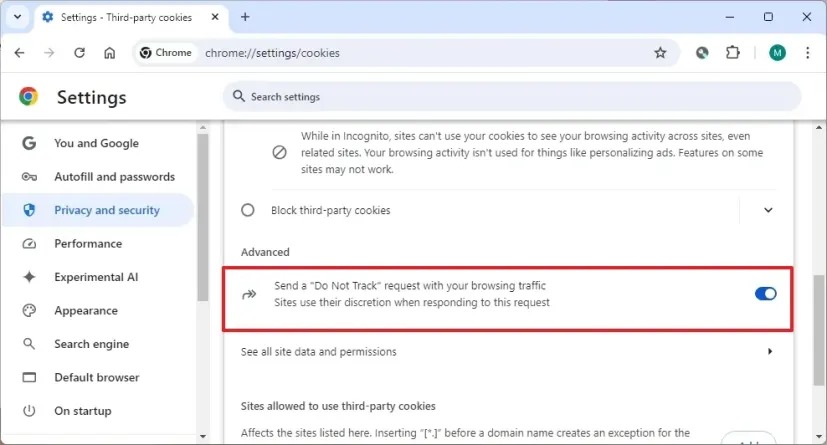 Settings - Third-party cookies
Chrome
chrome://settings/cookies
M
Settings
Search settings
You and Google
Autofill and passwords
Privacy and security
Performance
Experimental AI
Appearance
Search engine
Default browser
On startup
While in Incognito, sites can't use your cookies to see your browsing activity across sites, even
related sites. Your browsing activity isn't used for things like personalizing ads. Features on some
sites may not work.
Block third-party cookies
Advanced
Send a "Do Not Track" request with your browsing traffic
Sites use their discretion when responding to this request
See all site data and permissions
Sites allowed to use third-party cookies
Affects the sites listed here. Inserting "[*.]" before a domain name creates an exception for the